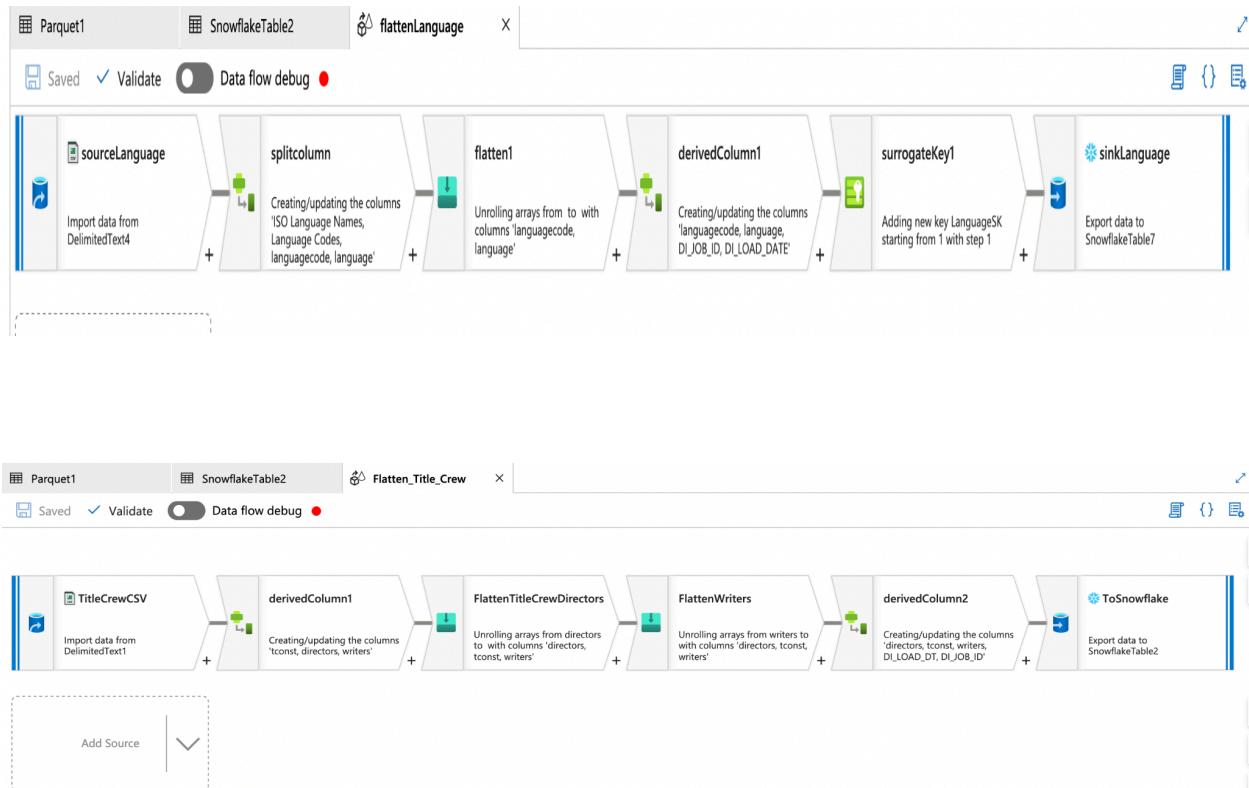 Parquet1
SnowflakeTable2
flattenLanguage
X
Saved
Validate
Data flow debug
{}
sourceLanguage
Import data from
DelimitedText4
+
splitcolumn
Creating/updating the columns
'ISO Language Names,
Language Codes,
languagecode, language'
+
flatten1
Unrolling arrays from to with
columns 'languagecode,
language'
+
derivedColumn1
Creating/updating the columns
'languagecode, language,
DI_JOB_ID, DI_LOAD_DATE'
+
surrogateKey1
Adding new key LanguageSK
starting from 1 with step 1
+
sinkLanguage
Export data to
SnowflakeTable7
Parquet1
SnowflakeTable2
Flatten_Title_Crew
×
Saved
Validate
Data flow debug
{}
TitleCrewCSV
Import data from
DelimitedText1
+
derivedColumn1
Creating/updating the columns
'tconst, directors, writers'
+
FlattenTitleCrewDirectors
Unrolling arrays from directors
to with columns 'directors,
tconst, writers'
+
FlattenWriters
Unrolling arrays from writers to
with columns 'directors, tconst,
writers'
+
derivedColumn2
Creating/updating the columns
'directors, tconst, writers,
DI_LOAD_DT, DI_JOB_ID'
+
ToSnowflake
Export data to
SnowflakeTable2
Add Source